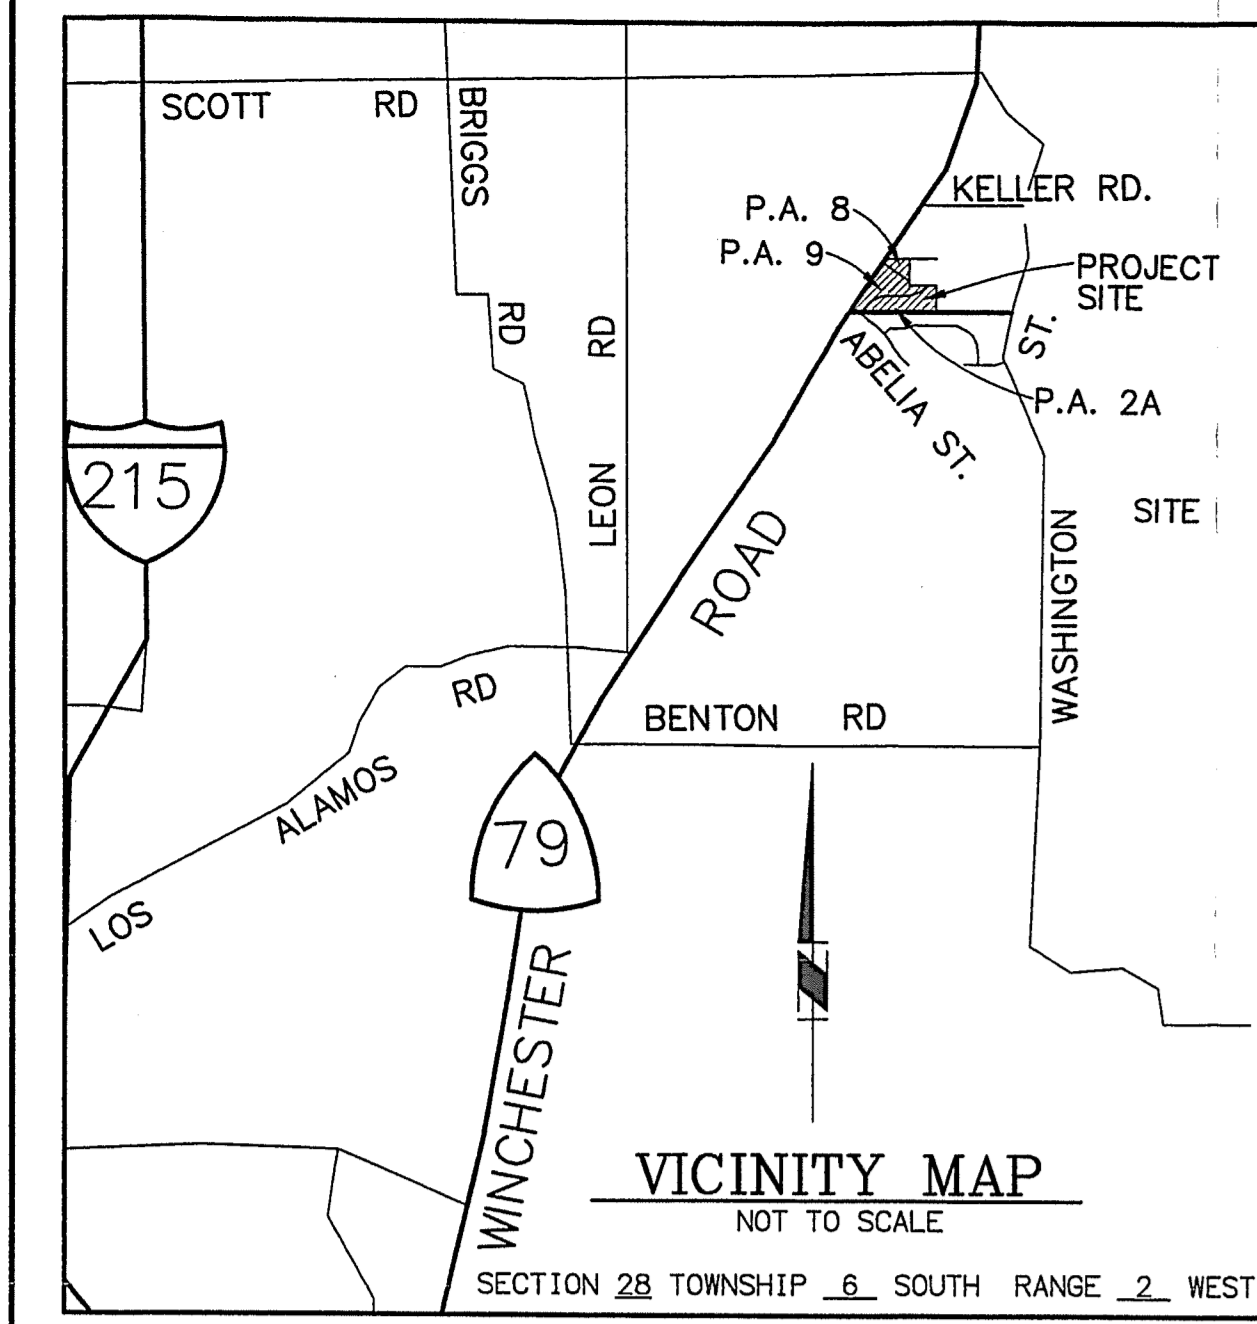 SCOTT RD
BRIGGS RD
KELLER RD.
P.A. 8
P.A. 9
PROJECT
SITE
ABELIA ST.
P.A. 2A
LEON RD
215
SITE
WASHINGTON ST.
WINCHESTER ROAD
BENTON RD
LOS ALAMOS RD
79
VICINITY MAP
NOT TO SCALE
SECTION 28 TOWNSHIP 6 SOUTH RANGE 2 WEST